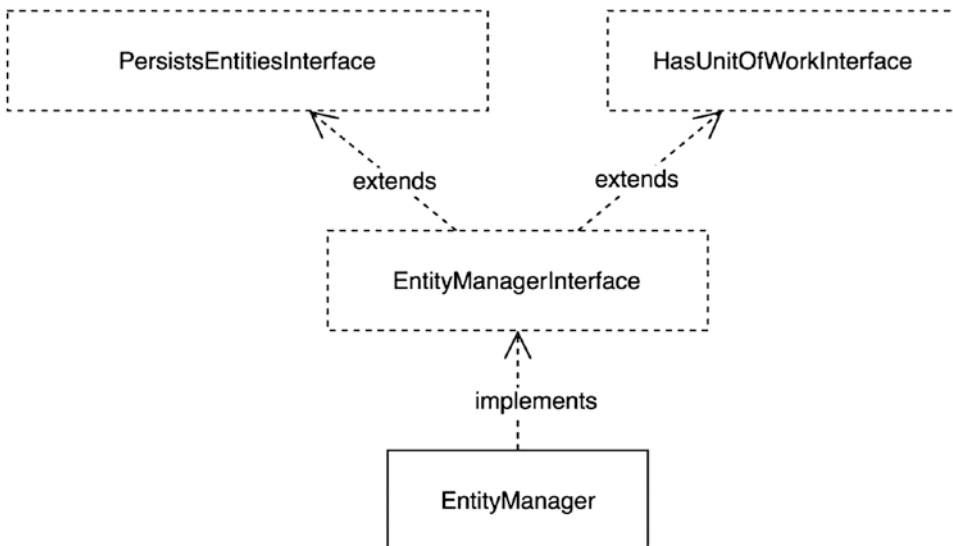 PersistsEntitiesInterface
HasUnitOfWorkInterface
extends
extends
EntityManagerInterface
implements
EntityManager